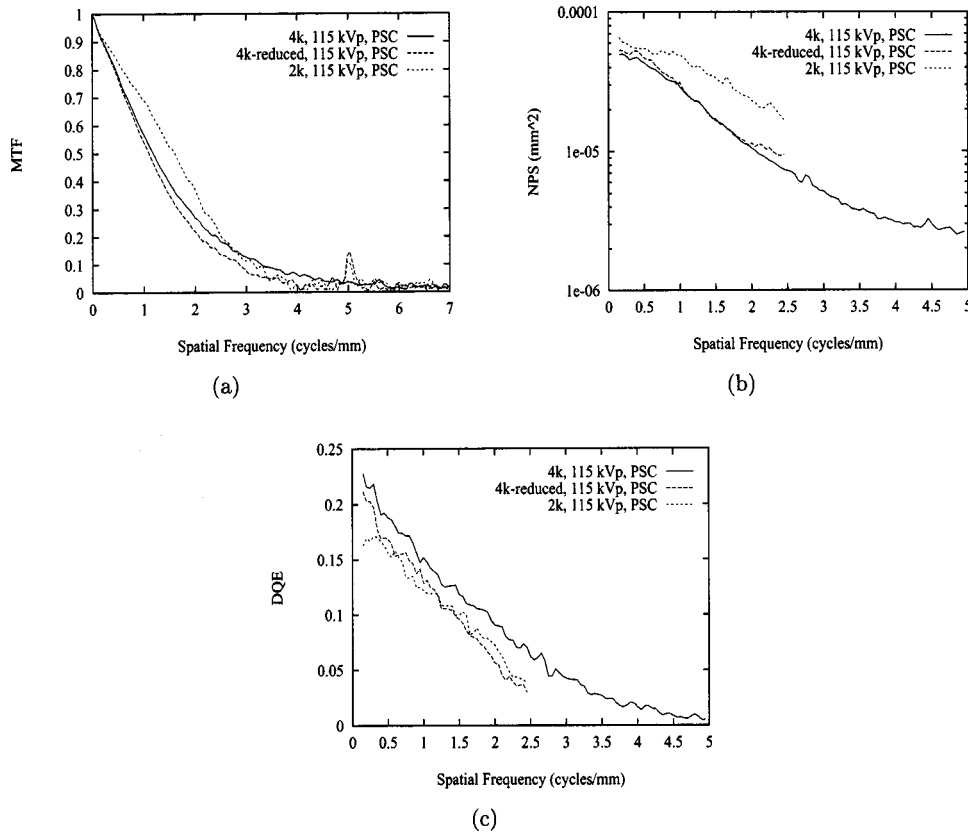 1
0.9
0.8
0.7
0.6
0.5
0.4
0.3
0.2
0.1
0
MTF
4k, 115 kVp, PSC
4k-reduced, 115 kVp, PSC
2k, 115 kVp, PSC
0 1 2 3 4 5 6 7
Spatial Frequency (cycles/mm)
(a)
0.0001
1e-05
1e-06
NPS (mm^2)
4k, 115 kVp, PSC
4k-reduced, 115 kVp, PSC
2k, 115 kVp, PSC
0 0.5 1 1.5 2 2.5 3 3.5 4 4.5 5
Spatial Frequency (cycles/mm)
(b)
0.25
0.2
0.15
0.1
0.05
0
DQE
4k, 115 kVp, PSC
4k-reduced, 115 kVp, PSC
2k, 115 kVp, PSC
0 0.5 1 1.5 2 2.5 3 3.5 4 4.5 5
Spatial Frequency (cycles/mm)
(c)